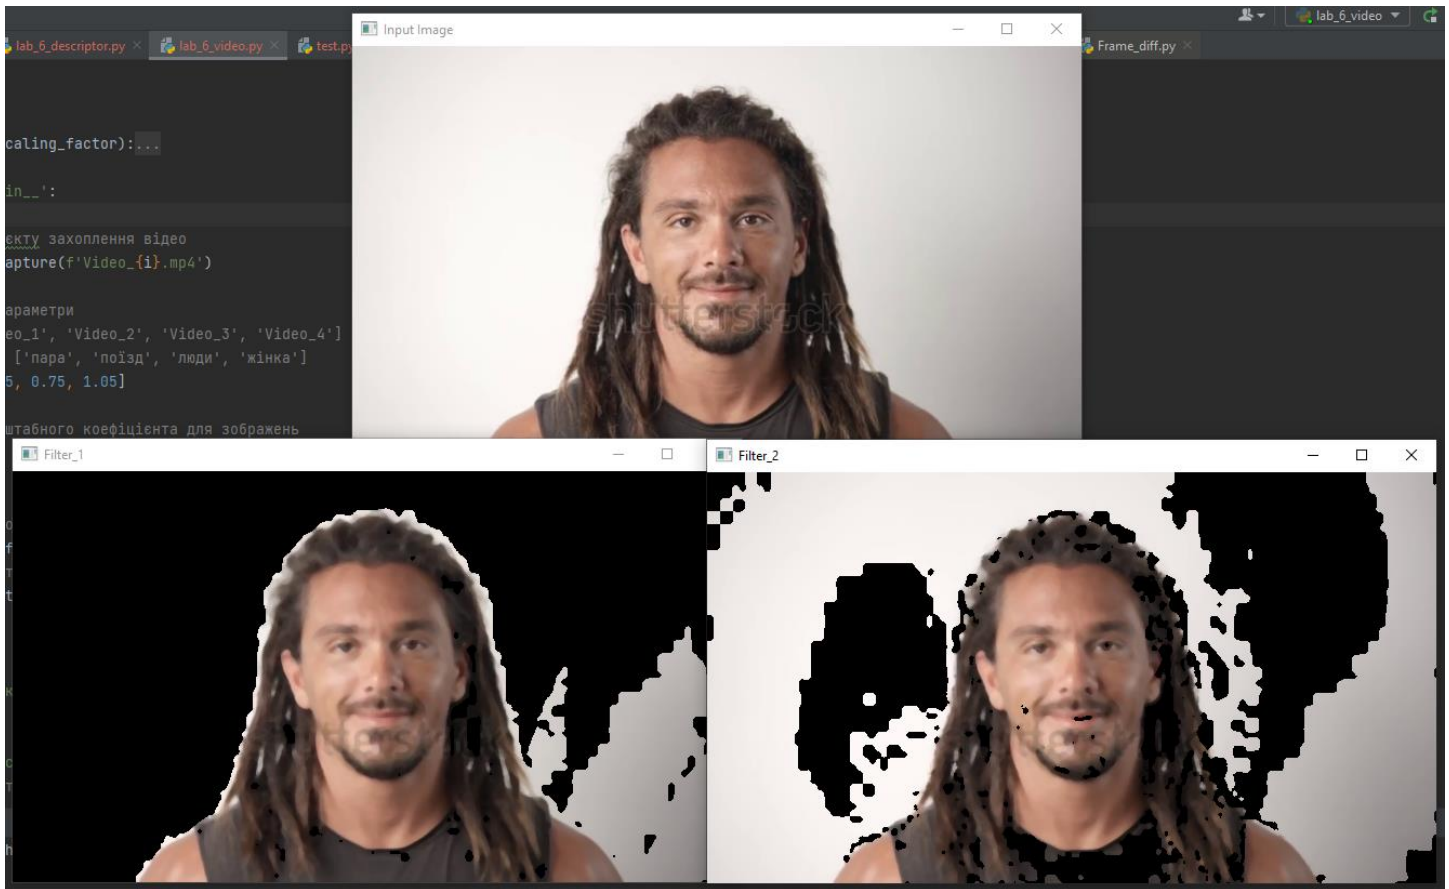 lab_6_video
lab_6_descriptor.py
lab_6_video.py
test.py
Frame_diff.py
Input Image
caling_factor):...
in__':
єкту захоплення відео
apture(f'Video_{i}.mp4')
араметри
eo_1', 'Video_2', 'Video_3', 'Video_4']
['пара', 'поїзд', 'люди', 'жінка']
5, 0.75, 1.05]
штабного коефіцієнта для зображень
shutterstock
Filter_1
Filter_2